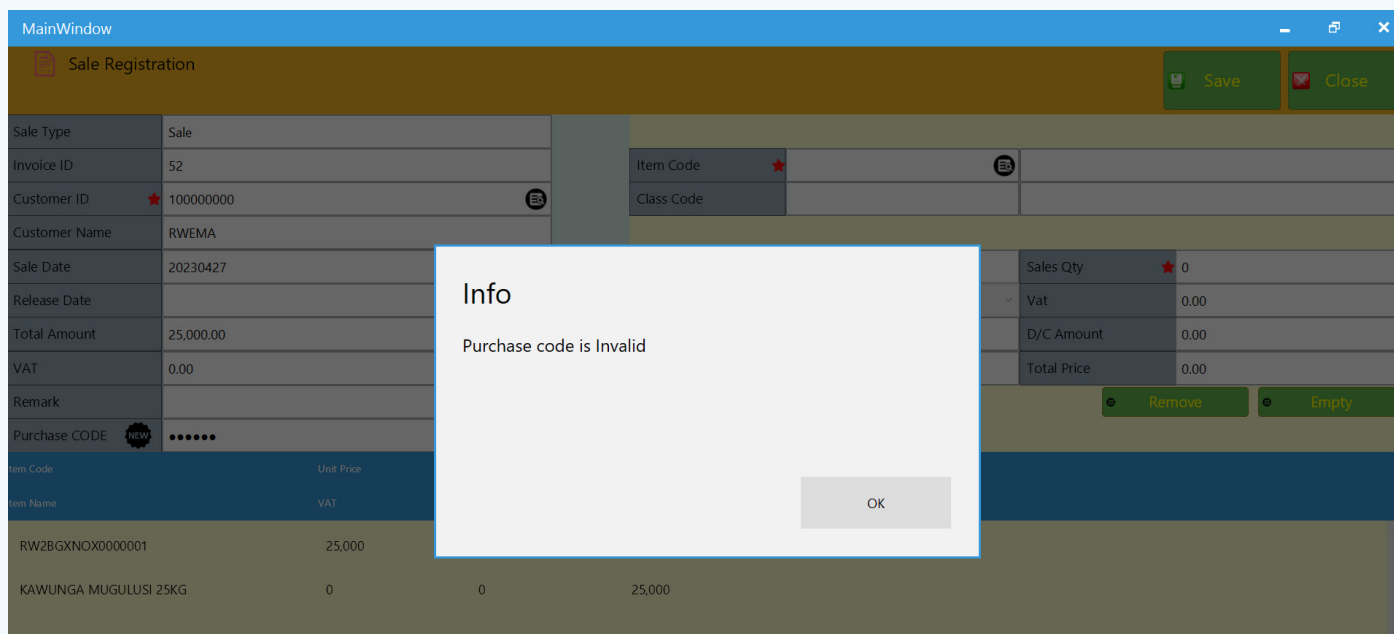 MainWindow
Sale Registration
Save
Close
Sale Type Sale
Invoice ID 52
Item Code
Customer ID 100000000
Class Code
Customer Name RWEMA
Sale Date 20230427
Sales Qty 0
Release Date
Vat 0.00
Total Amount 25,000.00
D/C Amount 0.00
VAT 0.00
Total Price 0.00
Remark
Remove
Empty
Purchase CODE NEW ••••••
Info
Purchase code is Invalid
OK
tem Code Unit Price
tem Name VAT
RW2BGXNOX0000001 25,000
KAWUNGA MUGULUSI 25KG 0 0 25,000